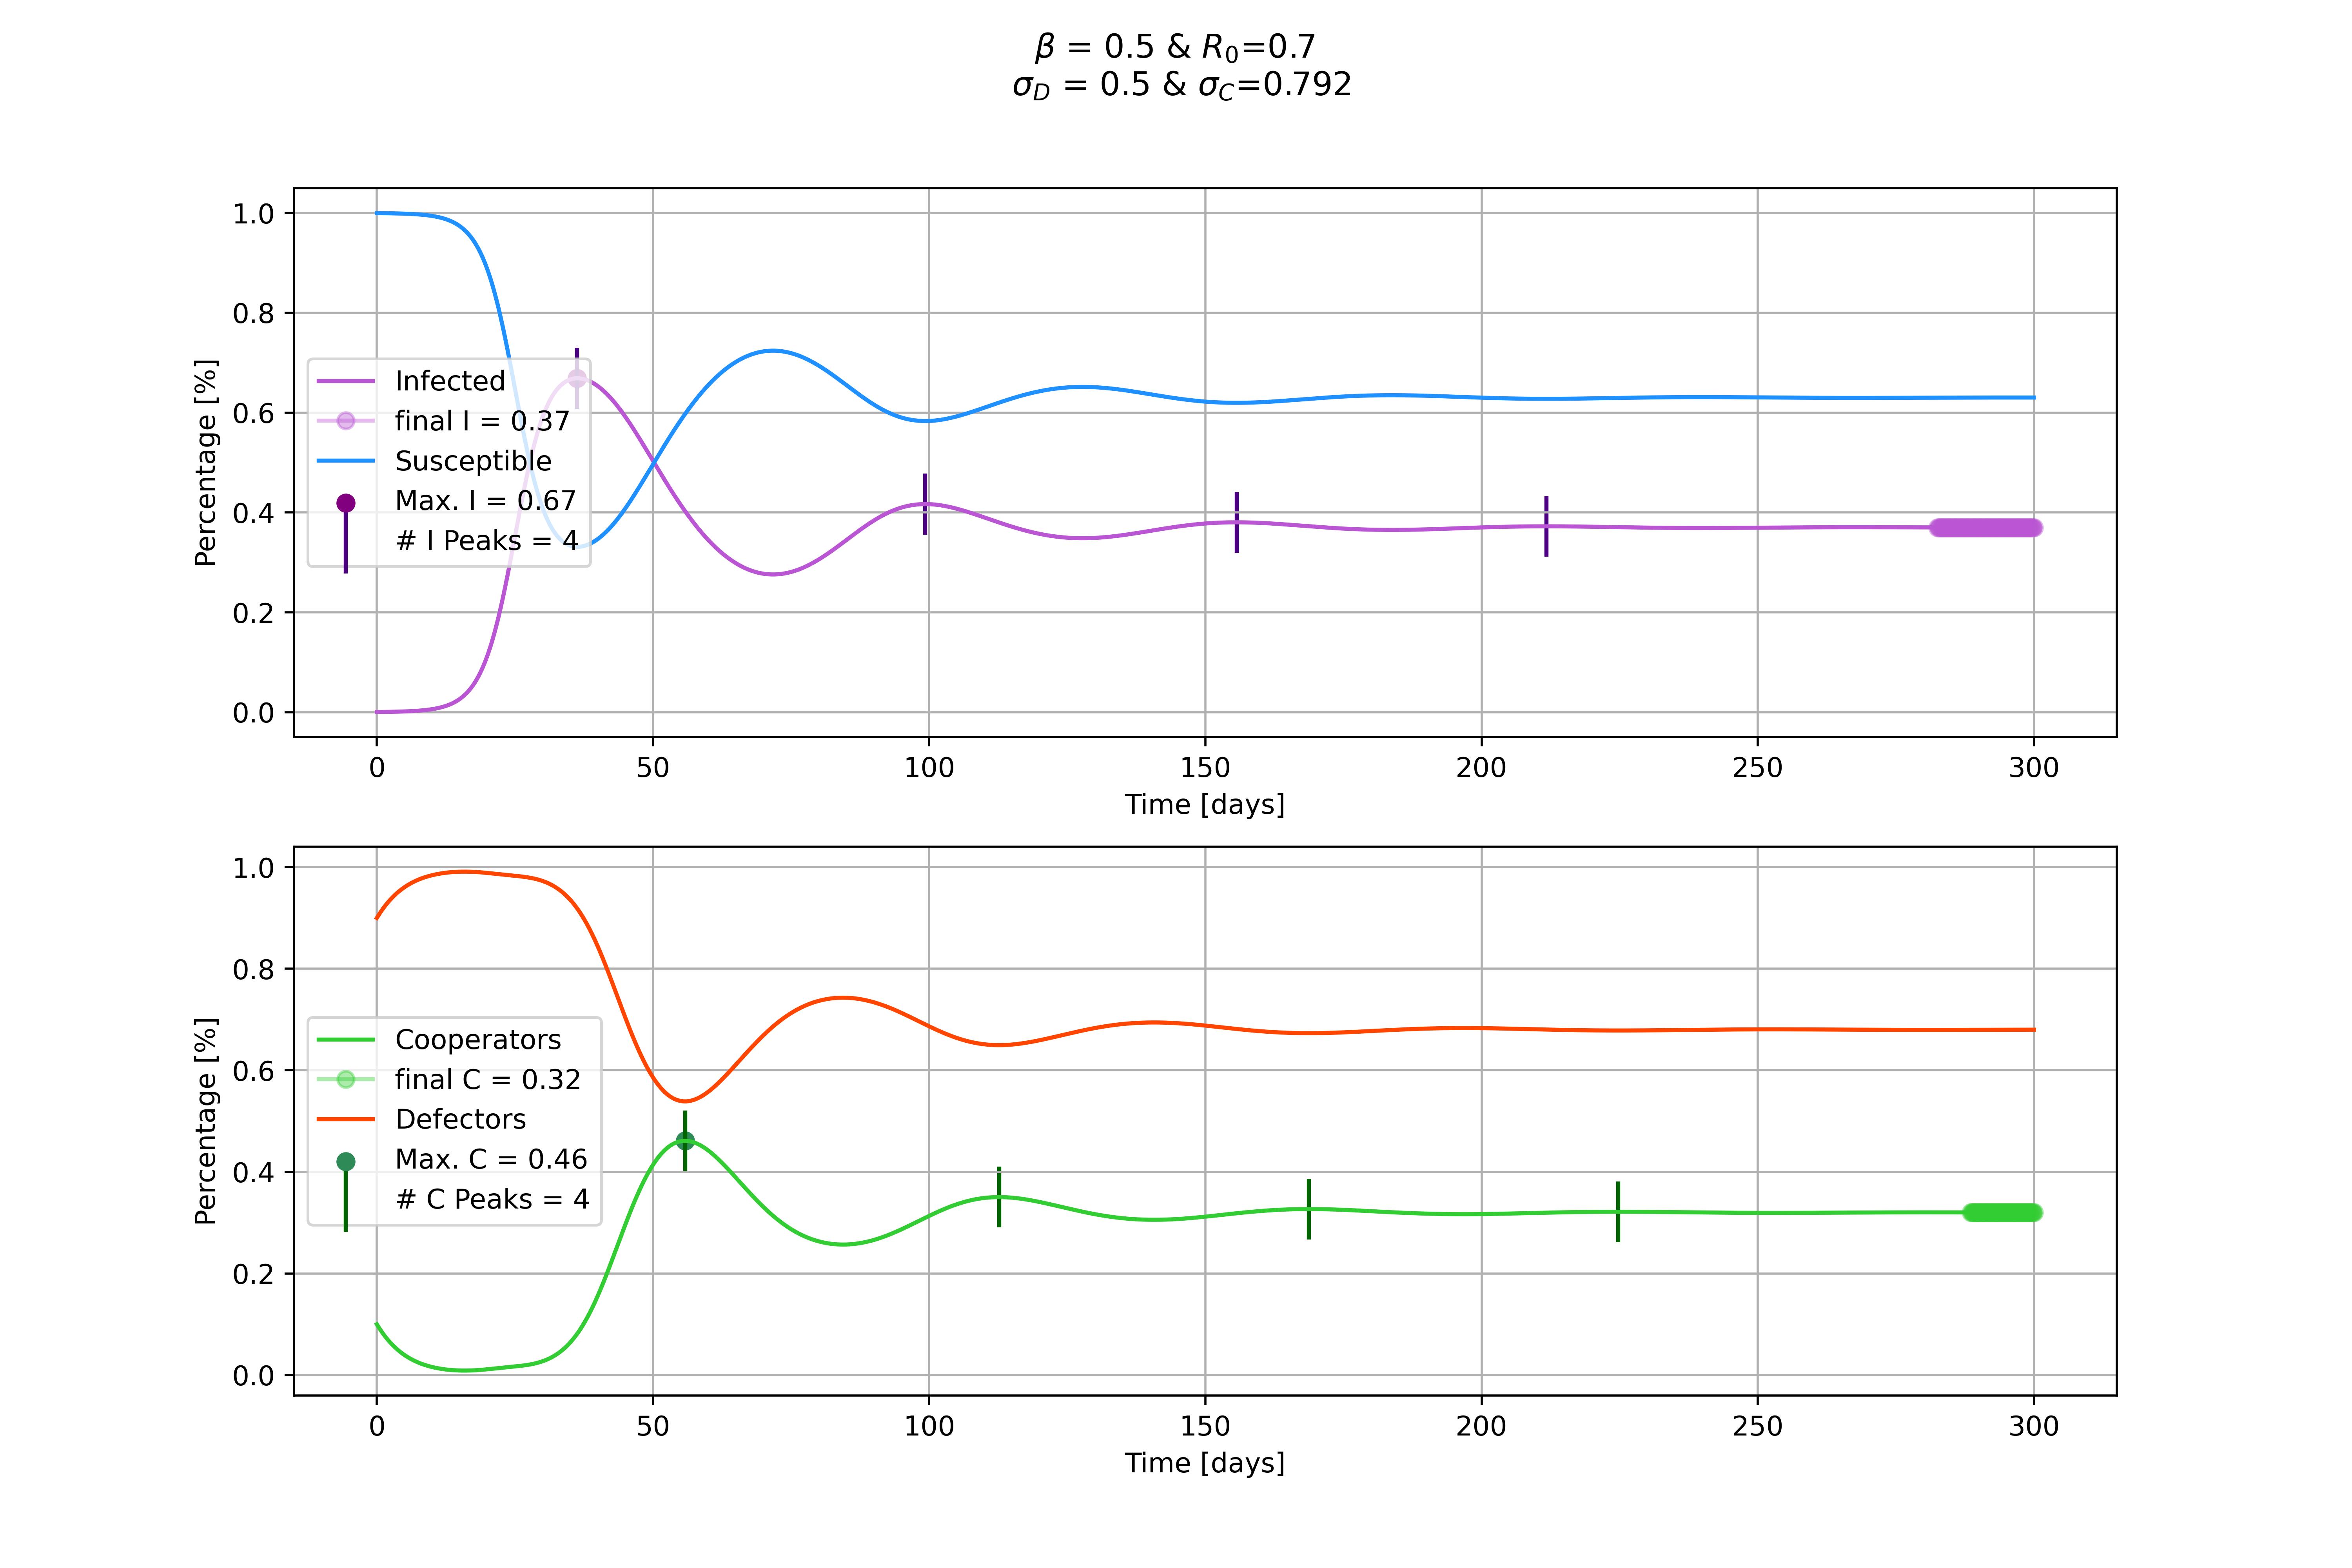 β = 0.5 & R₀=0.7
σ_D = 0.5 & σ_C=0.792
1.0
0.8
0.6
0.4
0.2
0.0
Percentage [%]
Infected
final I = 0.37
Susceptible
Max. I = 0.67
# I Peaks = 4
0 50 100 150 200 250 300
Time [days]
1.0
0.8
0.6
0.4
0.2
0.0
Percentage [%]
Cooperators
final C = 0.32
Defectors
Max. C = 0.46
# C Peaks = 4
0 50 100 150 200 250 300
Time [days]